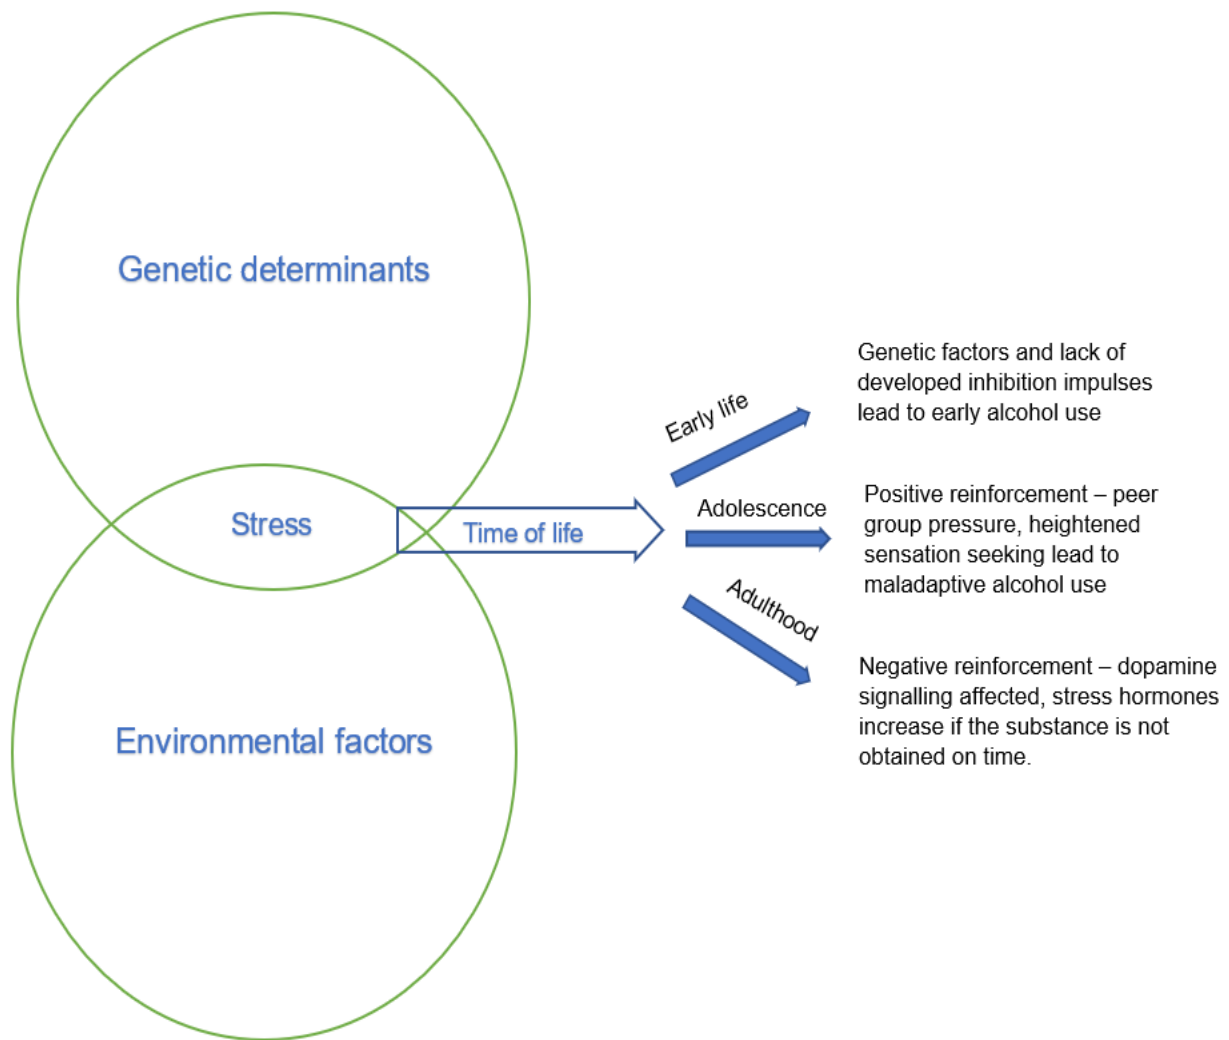 Genetic determinants
Stress
Time of life
Environmental factors
Early life
Genetic factors and lack of
developed inhibition impulses
lead to early alcohol use
Adolescence
Positive reinforcement – peer
group pressure, heightened
sensation seeking lead to
maladaptive alcohol use
Adulthood
Negative reinforcement – dopamine
signalling affected, stress hormones
increase if the substance is not
obtained on time.